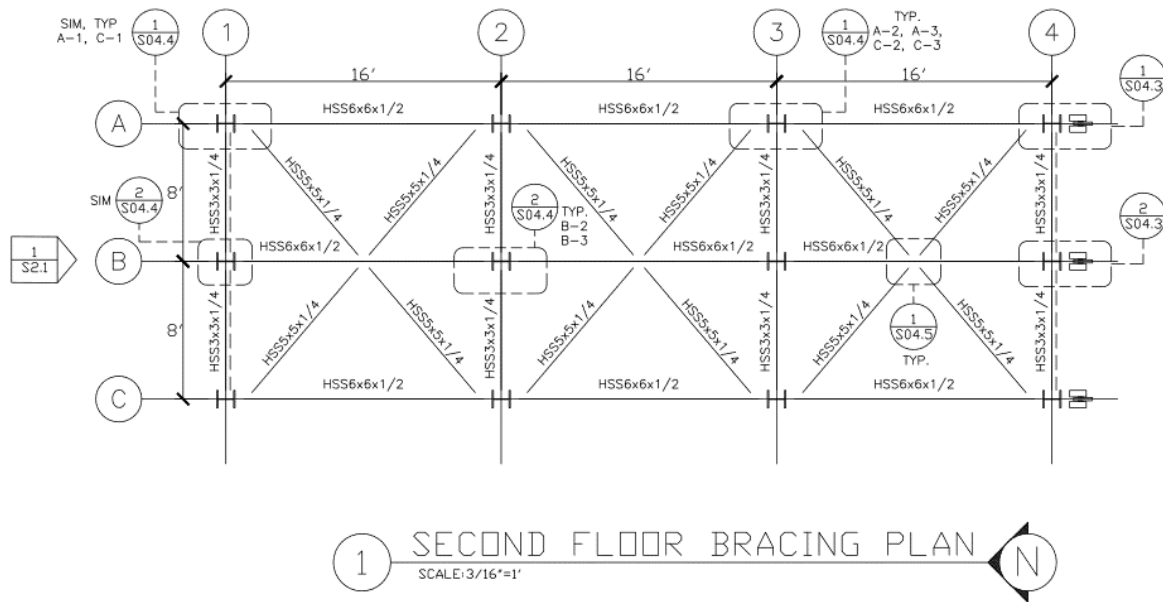 SIM, TYP
A-1, C-1
1
S04.4
1
2
3
1
S04.4
TYP.
A-2, A-3,
C-2, C-3
4
1
S04.3
16'
16'
16'
A
HSS6x6x1/2
HSS6x6x1/2
HSS6x6x1/2
8'
HSS3x3x1/4
HSS5x5x1/4
HSS5x5x1/4
HSS3x3x1/4
HSS5x5x1/4
HSS5x5x1/4
HSS3x3x1/4
HSS5x5x1/4
HSS5x5x1/4
HSS3x3x1/4
SIM
2
S04.4
2
S04.4
TYP.
B-2
B-3
2
S04.3
1
S2.1
B
HSS6x6x1/2
HSS6x6x1/2
HSS6x6x1/2
8'
HSS3x3x1/4
HSS5x5x1/4
HSS5x5x1/4
HSS3x3x1/4
HSS5x5x1/4
HSS5x5x1/4
HSS3x3x1/4
HSS5x5x1/4
HSS5x5x1/4
HSS3x3x1/4
1
S04.5
TYP.
C
HSS6x6x1/2
HSS6x6x1/2
HSS6x6x1/2
1
SECOND FLOOR BRACING PLAN
SCALE:3/16"=1'
N